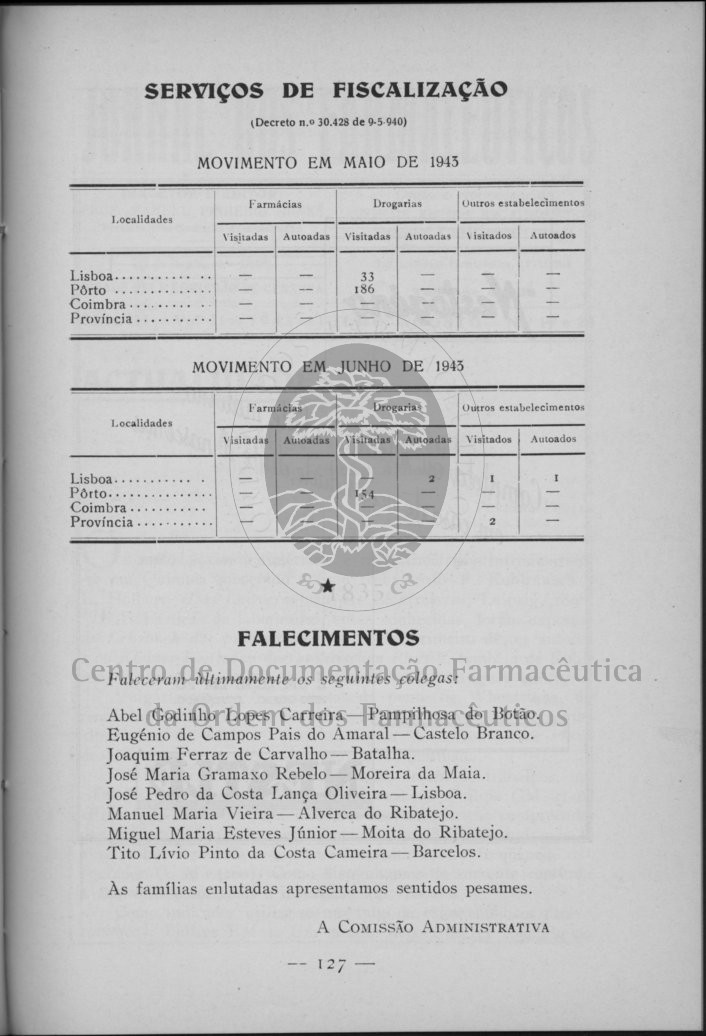 SERVIÇOS DE FISCALIZAÇÃO
(Decreto n.º 30.428 de 9-5-940)
MOVIMENTO EM MAIO DE 1943
Localidades Farmácias Drogarias Outros estabelecimentos
Visitadas Autoadas Visitadas Autoadas Visitados Autoados
Lisboa............ — — 33 — — —
Pôrto .............. — — 186 — — —
Coimbra .......... — — — — — —
Província ........... — — — — — —
MOVIMENTO EM JUNHO DE 1943
Localidades Farmácias Drogarias Outros estabelecimentos
Visitadas Autoadas Visitadas Autoadas Visitados Autoados
Lisboa............ — — — 2 1 1
Pôrto............... — — 154 — — —
Coimbra ........... — — — — — —
Província ........... — — — — 2 —
★
1835
FALECIMENTOS
Centro de Documentação Farmacêutica
Faleceram ùltimamente os seguintes colegas:
da Ordem dos Farmacêuticos
Abel Godinho Lopes Carreira — Pampilhosa do Botão.
Eugénio de Campos Pais do Amaral — Castelo Branco.
Joaquim Ferraz de Carvalho — Batalha.
José Maria Gramaxo Rebelo — Moreira da Maia.
José Pedro da Costa Lança Oliveira — Lisboa.
Manuel Maria Vieira — Alverca do Ribatejo.
Miguel Maria Esteves Júnior — Moita do Ribatejo.
Tito Lívio Pinto da Costa Cameira — Barcelos.
Às famílias enlutadas apresentamos sentidos pesames.
A COMISSÃO ADMINISTRATIVA
— 127 —